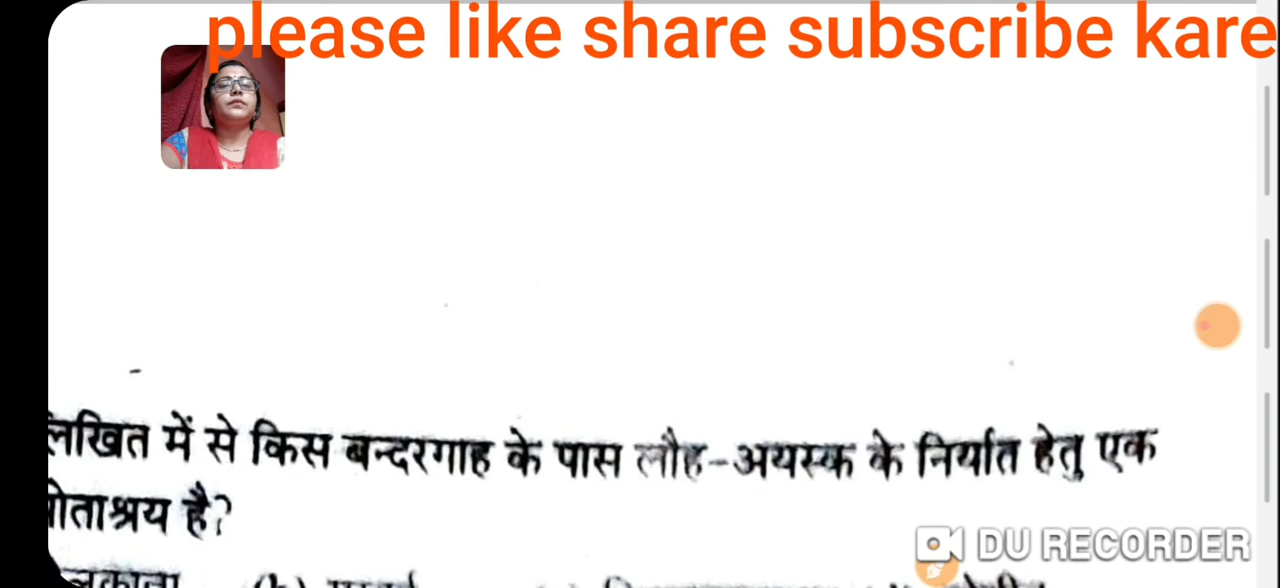 please like share subscribe kare
लिखित में से किस बन्दरगाह के पास लौह-अयस्क के निर्यात हेतु एक
पोताश्रय है?
(b)
DU RECORDER